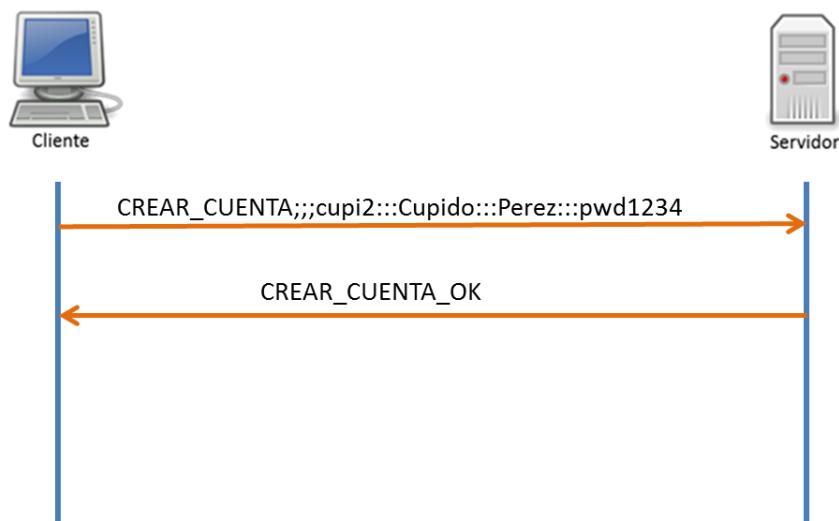 Cliente
Servidor
CREAR_CUENTA;;;cupi2:::Cupido:::Perez:::pwd1234
CREAR_CUENTA_OK